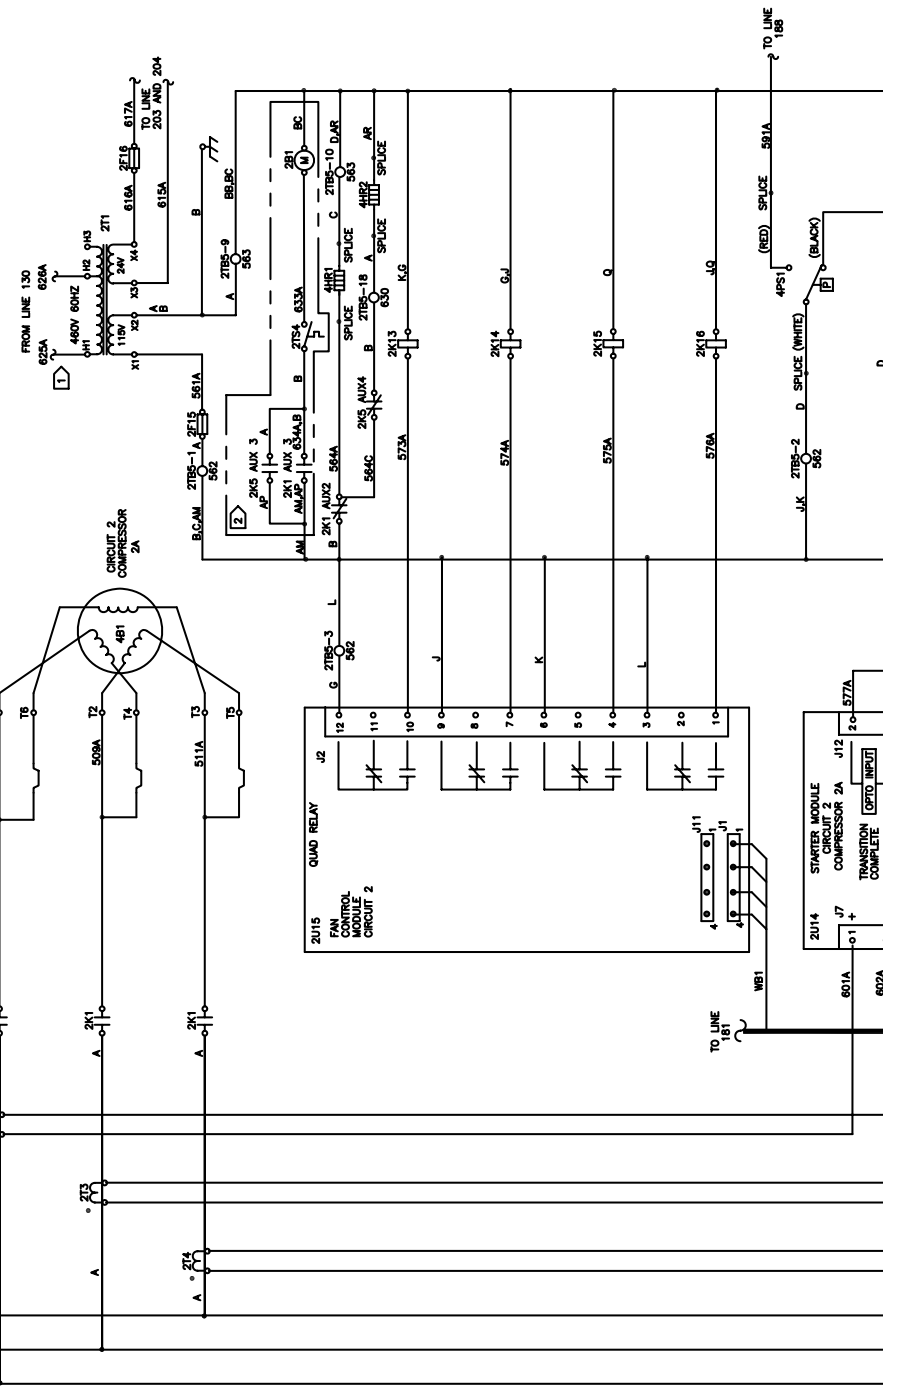 TO LINE
188
591A
SPLICE
(RED)
4PS1
(BLACK)
P
SPLICE (WHITE)
D
2TB5-2
562
J,K
617A
TO LINE
203 AND 204
2F16
616A
615A
2T1
H3
H2
H1
X4
24V
X3
X2
115V
X1
FROM LINE 130
626A
625A
460V 60HZ
1
A
B
B
BB,BC
2TB5-9
563
A
561A
2F15
A
2TB5-1
562
B,C,AM
BC
2B1
M
633A
2TS4
B
634A,B
A
2K5 AUX 3
AP
2K1 AUX 3
AM,AP
AM
2
D,AR
2TB5-10
563
C
SPLICE
4HR1
SPLICE
564A
2K1 AUX2
B
AR
SPLICE
4HR2
SPLICE
A
2TB5-18
630
B
2K5 AUX4
564C
K,G
2K13
573A
G,J
2K14
574A
Q
2K15
575A
J,Q
2K16
576A
CIRCUIT 2
COMPRESSOR
2A
4B1
T6
T2
T4
T3
T5
509A
511A
L
2TB5-3
562
G
J
K
L
12
11
10
9
8
7
6
5
4
3
2
1
J2
QUAD RELAY
2U15
FAN
CONTROL
MODULE
CIRCUIT 2
J11
1
4
J1
1
4
WB1
TO LINE
181
577A
2
J12
OPTO INPUT
STARTER MODULE
CIRCUIT 2
COMPRESSOR 2A
TRANSITION
COMPLETE
2U14
J7
+
1
601A
602A
2K1
A
2K1
A
2T3
A
2T4
A